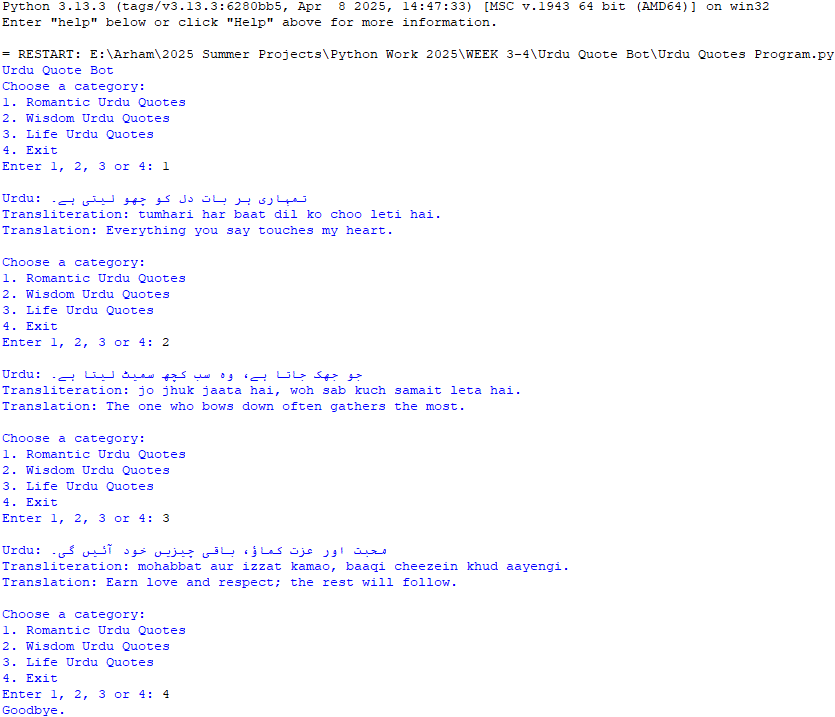 Python 3.13.3 (tags/v3.13.3:6280bb5, Apr  8 2025, 14:47:33) [MSC v.1943 64 bit (AMD64)] on win32
Enter "help" below or click "Help" above for more information.
= RESTART: E:\Arham\2025 Summer Projects\Python Work 2025\WEEK 3-4\Urdu Quote Bot\Urdu Quotes Program.py
Urdu Quote Bot
Choose a category:
1. Romantic Urdu Quotes
2. Wisdom Urdu Quotes
3. Life Urdu Quotes
4. Exit
Enter 1, 2, 3 or 4: 1
Urdu: تمہاری ہر بات دل کو چھو لیتی ہے۔
Transliteration: tumhari har baat dil ko choo leti hai.
Translation: Everything you say touches my heart.
Choose a category:
1. Romantic Urdu Quotes
2. Wisdom Urdu Quotes
3. Life Urdu Quotes
4. Exit
Enter 1, 2, 3 or 4: 2
Urdu: جو جھک جاتا ہے، وہ سب کچھ سمیٹ لیتا ہے۔
Transliteration: jo jhuk jaata hai, woh sab kuch samait leta hai.
Translation: The one who bows down often gathers the most.
Choose a category:
1. Romantic Urdu Quotes
2. Wisdom Urdu Quotes
3. Life Urdu Quotes
4. Exit
Enter 1, 2, 3 or 4: 3
Urdu: محبت اور عزت کماؤ، باقی چیزیں خود آئیں گی۔
Transliteration: mohabbat aur izzat kamao, baaqi cheezein khud aayengi.
Translation: Earn love and respect; the rest will follow.
Choose a category:
1. Romantic Urdu Quotes
2. Wisdom Urdu Quotes
3. Life Urdu Quotes
4. Exit
Enter 1, 2, 3 or 4: 4
Goodbye.